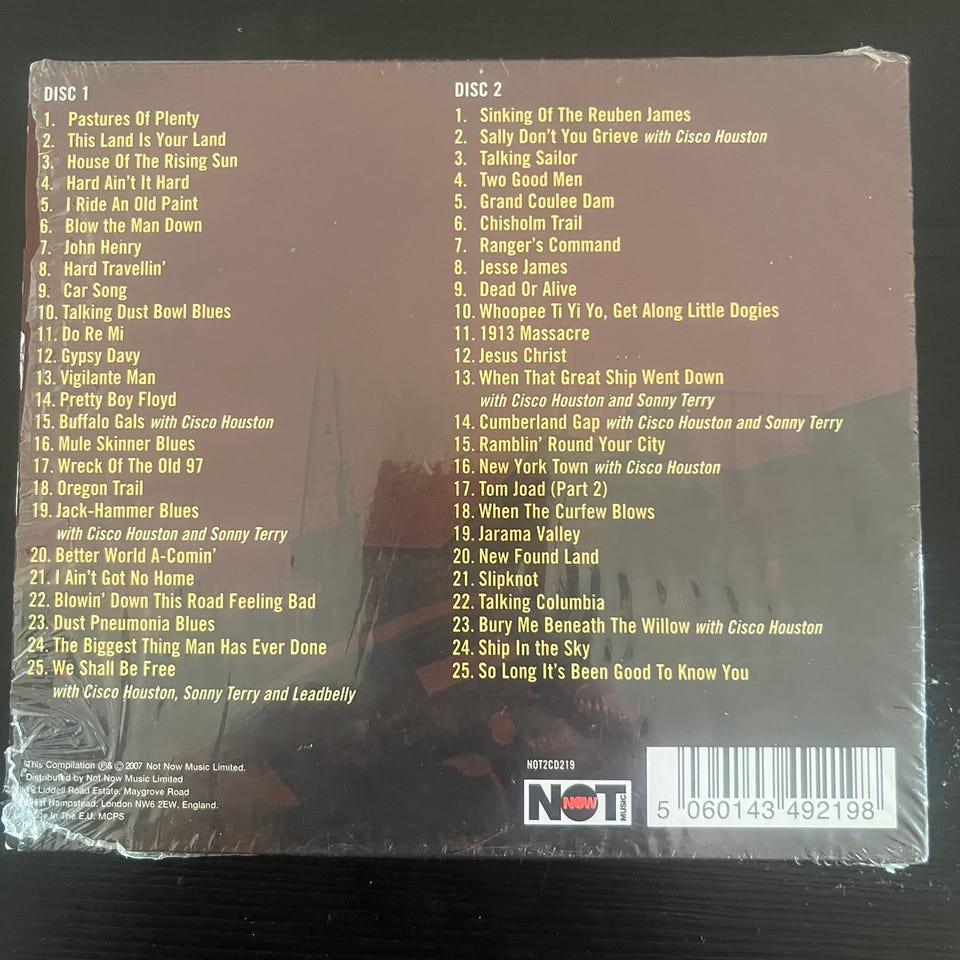 DISC 1
1. Pastures Of Plenty
2. This Land Is Your Land
3. House Of The Rising Sun
4. Hard Ain't It Hard
5. I Ride An Old Paint
6. Blow the Man Down
7. John Henry
8. Hard Travellin'
9. Car Song
10. Talking Dust Bowl Blues
11. Do Re Mi
12. Gypsy Davy
13. Vigilante Man
14. Pretty Boy Floyd
15. Buffalo Gals with Cisco Houston
16. Mule Skinner Blues
17. Wreck Of The Old 97
18. Oregon Trail
19. Jack-Hammer Blues
with Cisco Houston and Sonny Terry
20. Better World A-Comin'
21. I Ain't Got No Home
22. Blowin' Down This Road Feeling Bad
23. Dust Pneumonia Blues
24. The Biggest Thing Man Has Ever Done
25. We Shall Be Free
with Cisco Houston, Sonny Terry and Leadbelly
DISC 2
1. Sinking Of The Reuben James
2. Sally Don't You Grieve with Cisco Houston
3. Talking Sailor
4. Two Good Men
5. Grand Coulee Dam
6. Chisholm Trail
7. Ranger's Command
8. Jesse James
9. Dead Or Alive
10. Whoopee Ti Yi Yo, Get Along Little Dogies
11. 1913 Massacre
12. Jesus Christ
13. When That Great Ship Went Down
with Cisco Houston and Sonny Terry
14. Cumberland Gap with Cisco Houston and Sonny Terry
15. Ramblin' Round Your City
16. New York Town with Cisco Houston
17. Tom Joad (Part 2)
18. When The Curfew Blows
19. Jarama Valley
20. New Found Land
21. Slipknot
22. Talking Columbia
23. Bury Me Beneath The Willow with Cisco Houston
24. Ship In the Sky
25. So Long It's Been Good To Know You
This Compilation ℗& © 2007 Not Now Music Limited.
Distributed by Not Now Music Limited
Liddell Road Estate, Maygrove Road
Hampstead, London NW6 2EW, England.
In The E.U. MCPS
NOT2CD219
NOT NOW MUSIC
5 060143 492198